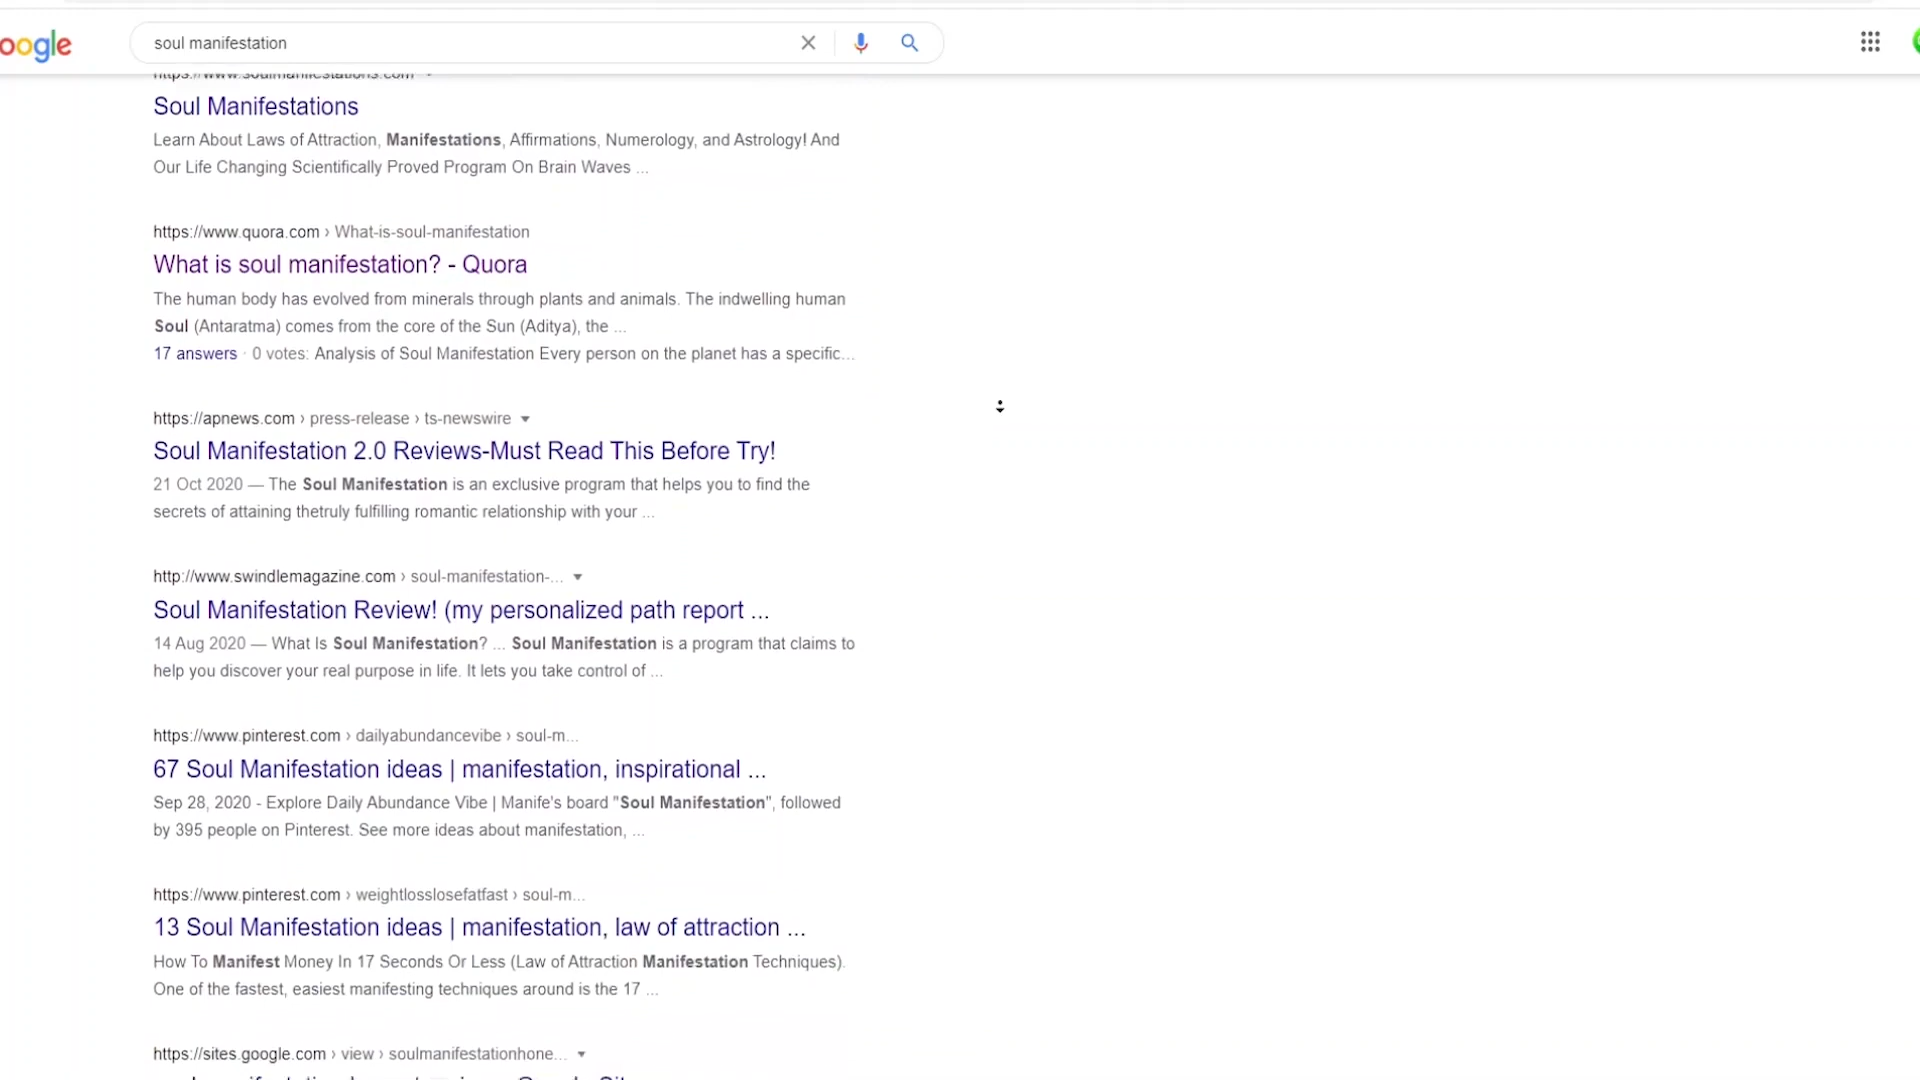 oogle
soul manifestation
https://www.soulmanifestations.com
Soul Manifestations
Learn About Laws of Attraction, Manifestations, Affirmations, Numerology, and Astrology! And
Our Life Changing Scientifically Proved Program On Brain Waves ...
https://www.quora.com › What-is-soul-manifestation
What is soul manifestation? - Quora
The human body has evolved from minerals through plants and animals. The indwelling human
Soul (Antaratma) comes from the core of the Sun (Aditya), the ...
17 answers · 0 votes: Analysis of Soul Manifestation Every person on the planet has a specific...
https://apnews.com › press-release › ts-newswire
Soul Manifestation 2.0 Reviews-Must Read This Before Try!
21 Oct 2020 — The Soul Manifestation is an exclusive program that helps you to find the
secrets of attaining thetruly fulfilling romantic relationship with your ...
http://www.swindlemagazine.com › soul-manifestation-...
Soul Manifestation Review! (my personalized path report ...
14 Aug 2020 — What Is Soul Manifestation? ... Soul Manifestation is a program that claims to
help you discover your real purpose in life. It lets you take control of ...
https://www.pinterest.com › dailyabundancevibe › soul-m...
67 Soul Manifestation ideas | manifestation, inspirational ...
Sep 28, 2020 - Explore Daily Abundance Vibe | Manife's board "Soul Manifestation", followed
by 395 people on Pinterest. See more ideas about manifestation, ...
https://www.pinterest.com › weightlosslosefatfast › soul-m...
13 Soul Manifestation ideas | manifestation, law of attraction ...
How To Manifest Money In 17 Seconds Or Less (Law of Attraction Manifestation Techniques).
One of the fastest, easiest manifesting techniques around is the 17 ...
https://sites.google.com › view › soulmanifestationhone...